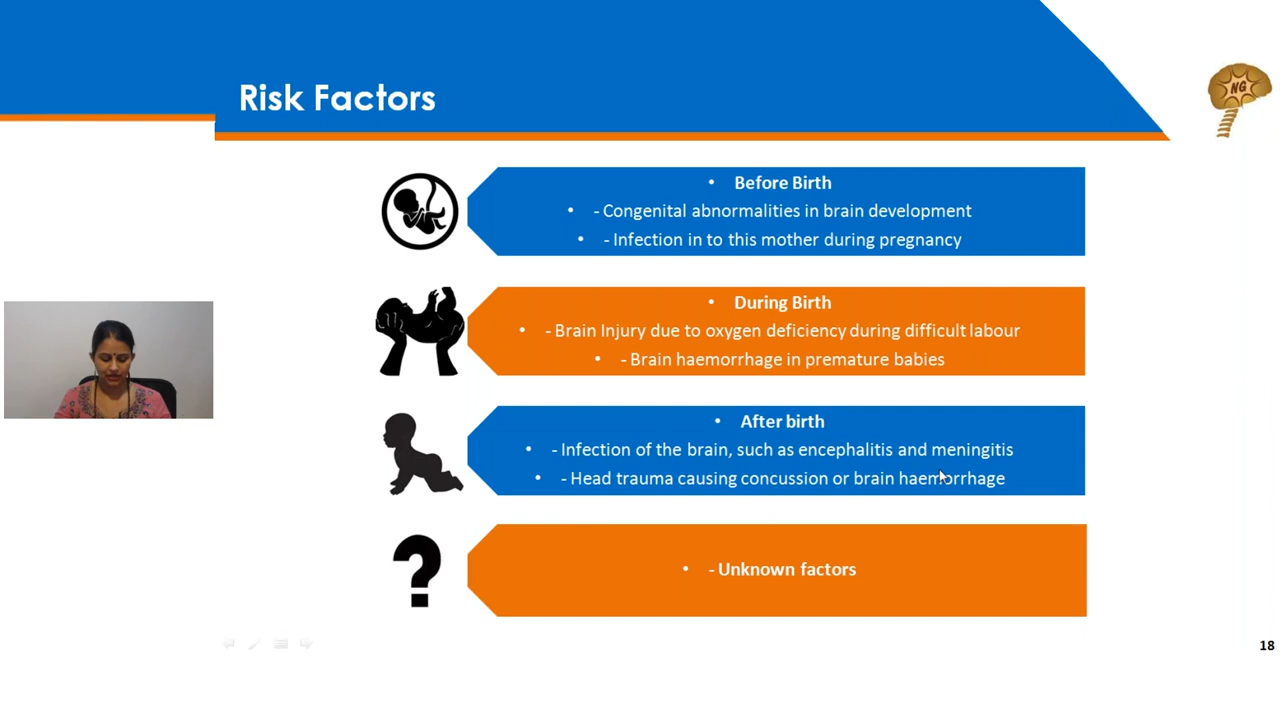 Risk Factors
NG
• Before Birth
• - Congenital abnormalities in brain development
• - Infection in to this mother during pregnancy
• During Birth
• - Brain Injury due to oxygen deficiency during difficult labour
• - Brain haemorrhage in premature babies
• After birth
• - Infection of the brain, such as encephalitis and meningitis
• - Head trauma causing concussion or brain haemorrhage
?
• - Unknown factors
18